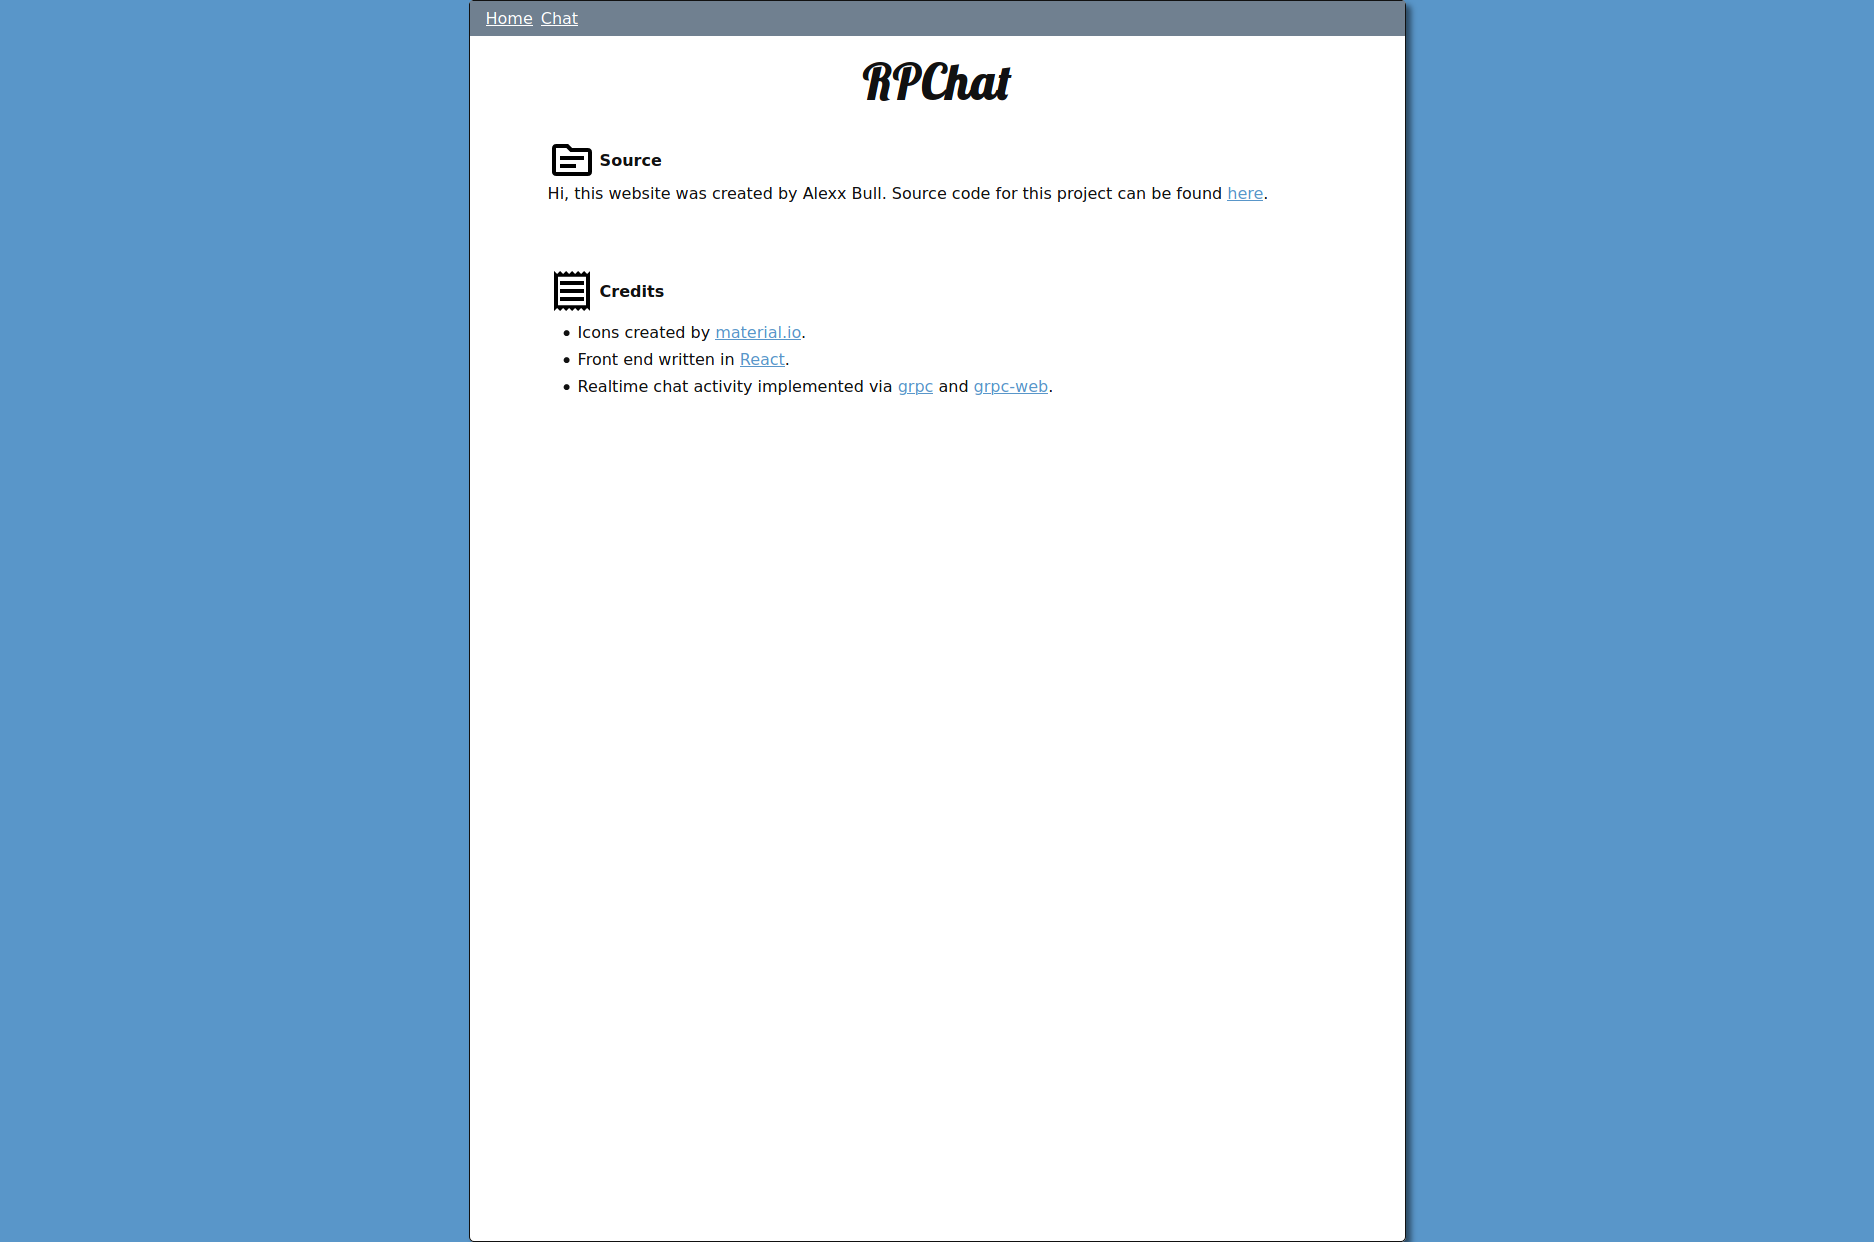 Home Chat
RPChat
Source
Hi, this website was created by Alexx Bull. Source code for this project can be found here.
Credits
• Icons created by material.io.
• Front end written in React.
• Realtime chat activity implemented via grpc and grpc-web.